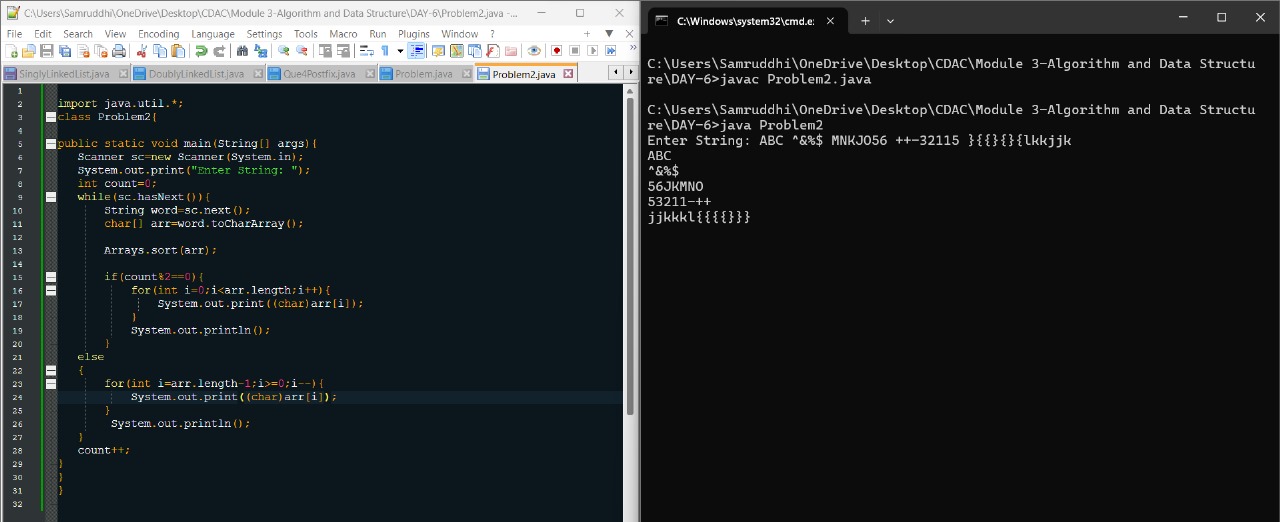 C:\Users\Samruddhi\OneDrive\Desktop\CDAC\Module 3-Algorithm and Data Structure\DAY-6\Problem2.java -...
File Edit Search View Encoding Language Settings Tools Macro Run Plugins Window ?
SinglyLinkedList.java DoublyLinkedList.java Que4Postfix.java Problem.java Problem2.java
1
2 import java.util.*;
3 class Problem2{
4
5 public static void main(String[] args){
6 Scanner sc=new Scanner(System.in);
7 System.out.print("Enter String: ");
8 int count=0;
9 while(sc.hasNext()){
10 String word=sc.next();
11 char[] arr=word.toCharArray();
12
13 Arrays.sort(arr);
14
15 if(count%2==0){
16 for(int i=0;i<arr.length;i++){
17 System.out.print((char)arr[i]);
18 }
19 System.out.println();
20 }
21 else
22 {
23 for(int i=arr.length-1;i>=0;i--){
24 System.out.print((char)arr[i]);
25 }
26 System.out.println();
27 }
28 count++;
29 }
30 }
31 }
32
C:\Windows\system32\cmd.e:
C:\Users\Samruddhi\OneDrive\Desktop\CDAC\Module 3-Algorithm and Data Structu
re\DAY-6>javac Problem2.java
C:\Users\Samruddhi\OneDrive\Desktop\CDAC\Module 3-Algorithm and Data Structu
re\DAY-6>java Problem2
Enter String: ABC ^&%$ MNKJO56 ++-32115 }{{}{}{lkkjjk
ABC
^&%$
56JKMNO
53211-++
jjkkkl{{{{}}}